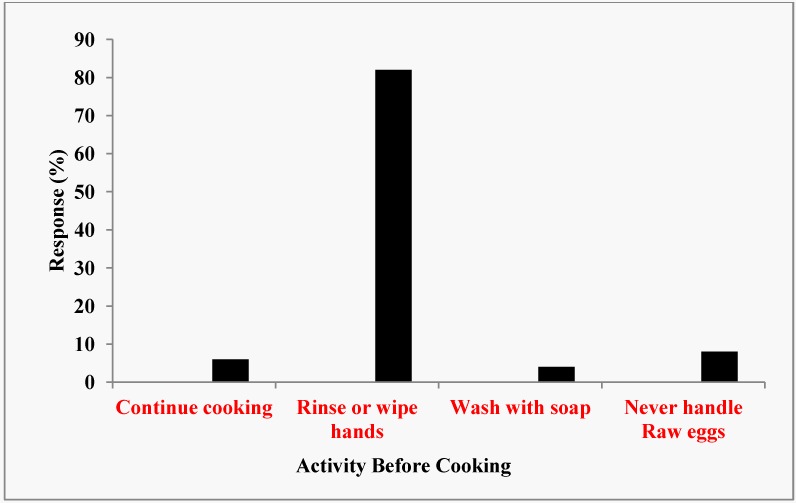 90
80
70
60
50
40
30
20
10
0
Response (%)
Continue cooking
Rinse or wipe
hands
Wash with soap
Never handle
Raw eggs
Activity Before Cooking